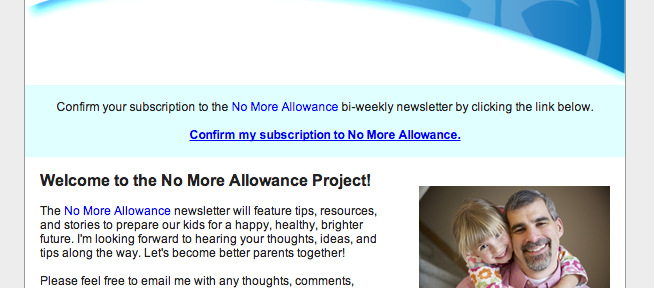 Confirm your subscription to the No More Allowance bi-weekly newsletter by clicking the link below.
Confirm my subscription to No More Allowance.
Welcome to the No More Allowance Project!
The No More Allowance newsletter will feature tips, resources,
and stories to prepare our kids for a happy, healthy, brighter
future. I'm looking forward to hearing your thoughts, ideas, and
tips along the way. Let's become better parents together!
Please feel free to email me with any thoughts, comments,